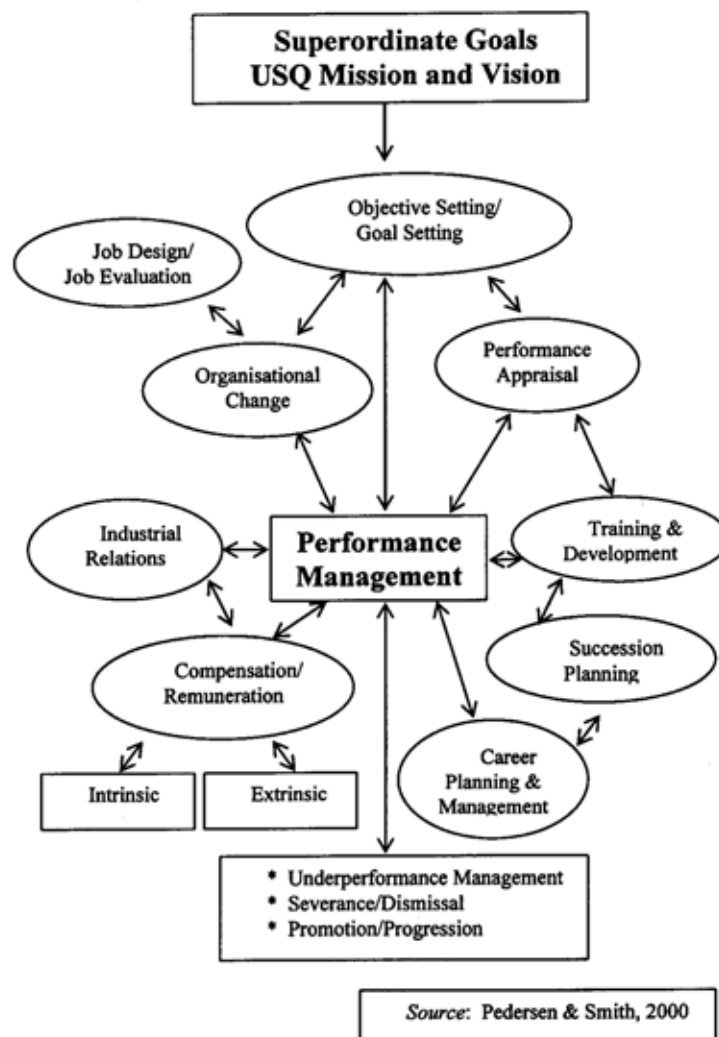 Superordinate Goals
USQ Mission and Vision
Objective Setting/
Goal Setting
Job Design/
Job Evaluation
Organisational
Change
Performance
Appraisal
Industrial
Relations
Performance
Management
Training &
Development
Compensation/
Remuneration
Succession
Planning
Intrinsic
Extrinsic
Career
Planning &
Management
* Underperformance Management
* Severance/Dismissal
* Promotion/Progression
Source: Pedersen & Smith, 2000